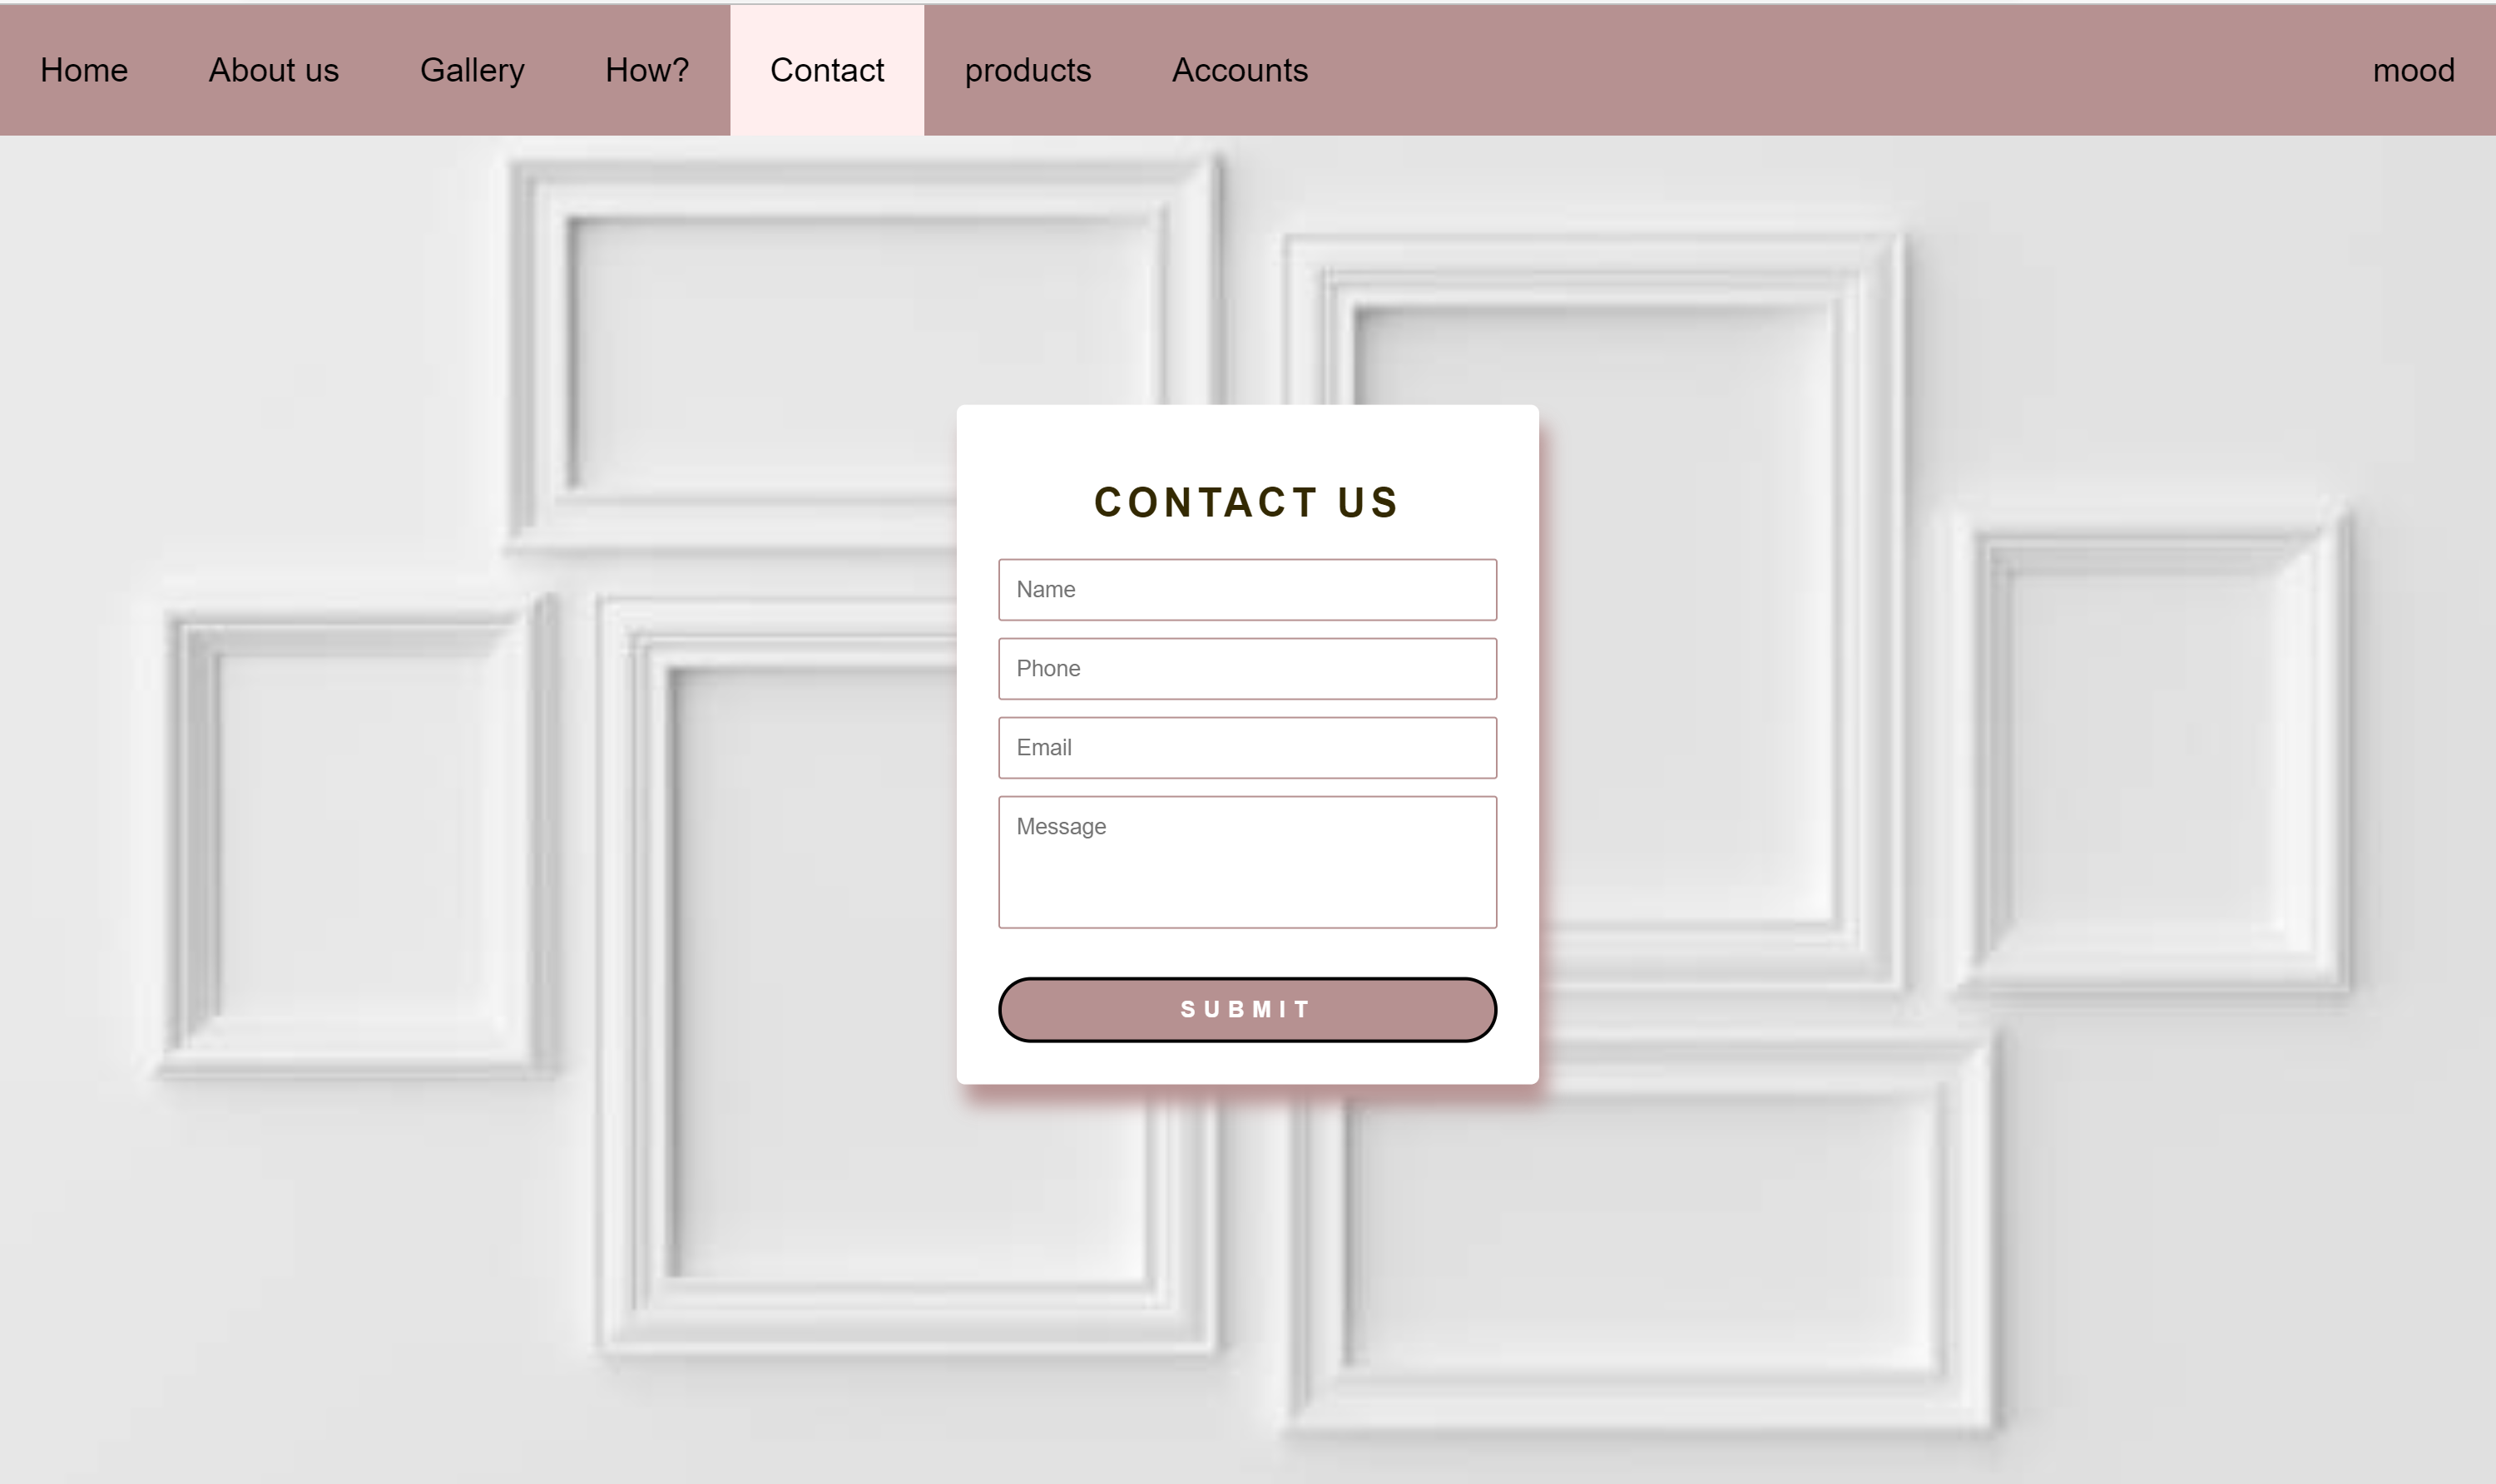 Home About us Gallery How? Contact products Accounts mood
CONTACT US
Name
Phone
Email
Message
SUBMIT